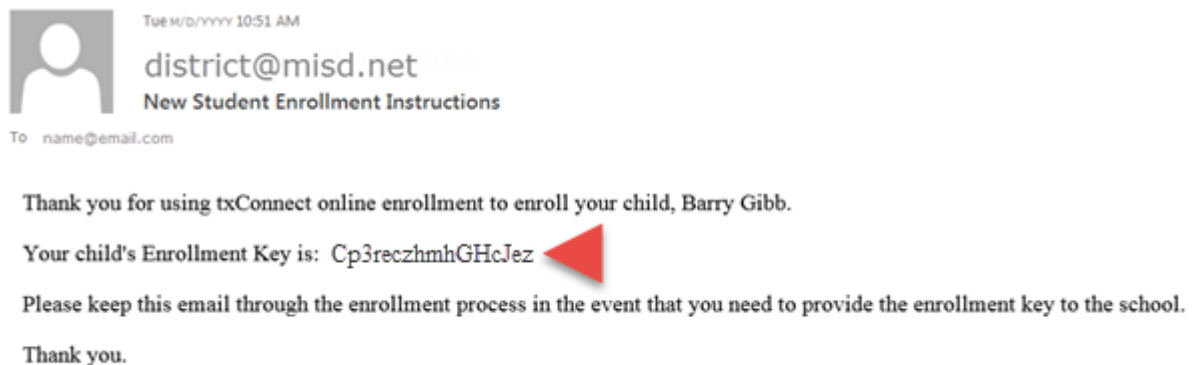 Tue M/D/YYYY 10:51 AM
district@misd.net
New Student Enrollment Instructions
To name@email.com
Thank you for using txConnect online enrollment to enroll your child, Barry Gibb.
Your child's Enrollment Key is: Cp3reczhmhGHcJez
Please keep this email through the enrollment process in the event that you need to provide the enrollment key to the school.
Thank you.